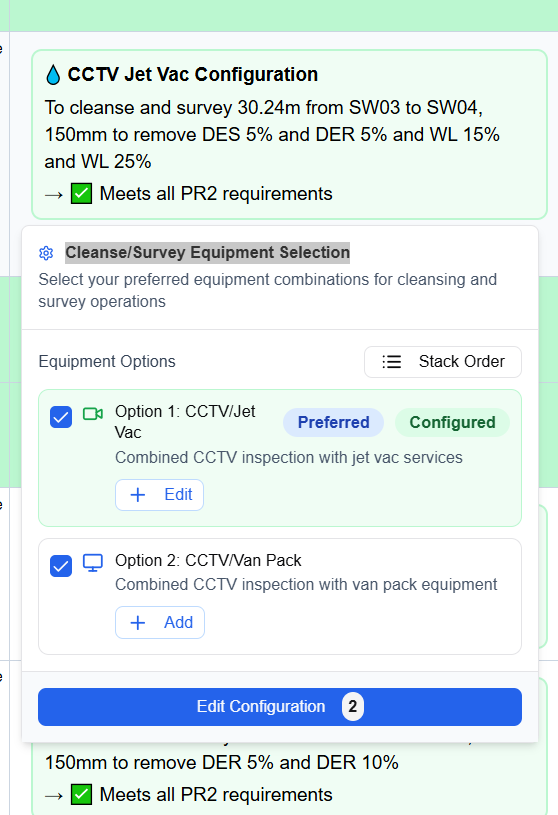 CCTV Jet Vac Configuration
To cleanse and survey 30.24m from SW03 to SW04,
150mm to remove DES 5% and DER 5% and WL 15%
and WL 25%
→ ✅ Meets all PR2 requirements
Cleanse/Survey Equipment Selection
Select your preferred equipment combinations for cleansing and
survey operations
Equipment Options
Stack Order
Option 1: CCTV/Jet
Vac
Preferred
Configured
Combined CCTV inspection with jet vac services
+ Edit
Option 2: CCTV/Van Pack
Combined CCTV inspection with van pack equipment
+ Add
Edit Configuration 2
150mm to remove DER 5% and DER 10%
→ ✅ Meets all PR2 requirements